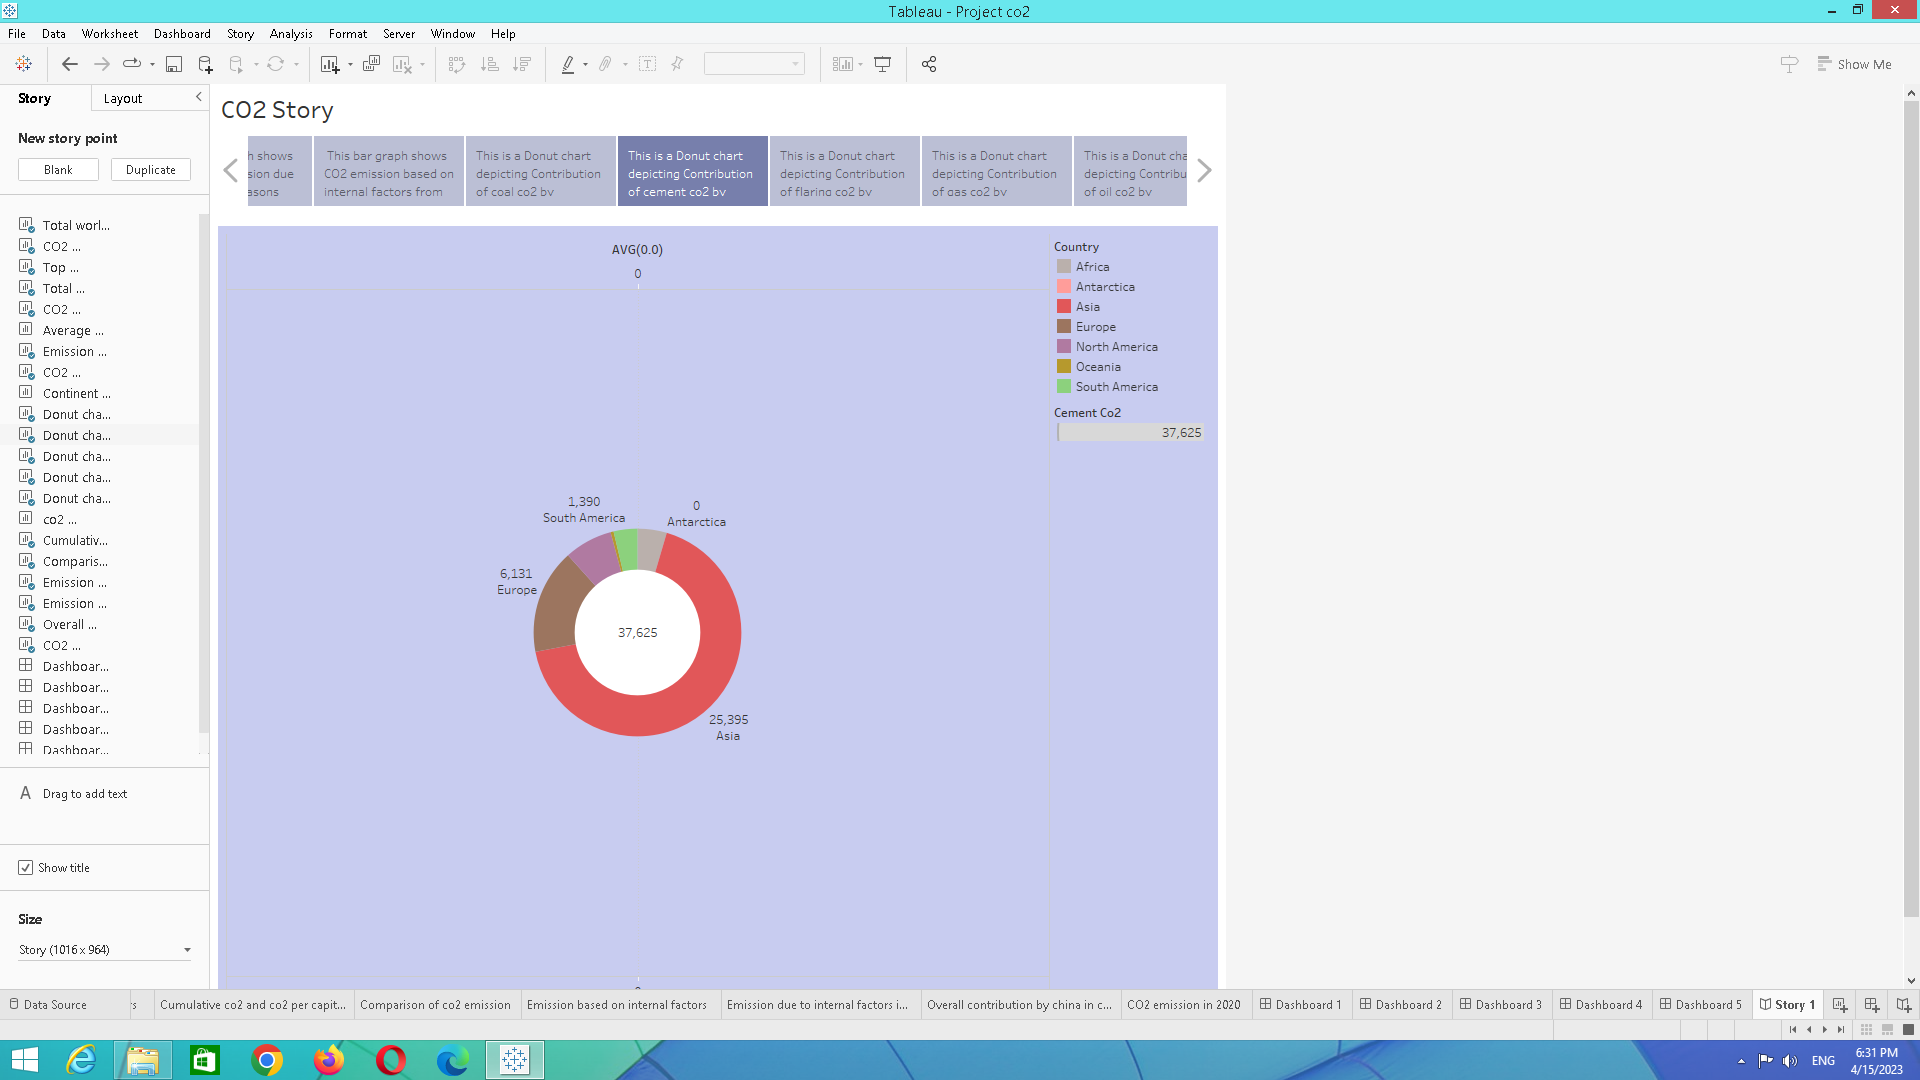 Tableau - Project co2
File Data Worksheet Dashboard Story Analysis Format Server Window Help
Show Me
Story Layout
New story point
Blank Duplicate
Total worl...
CO2 ...
Top ...
Total ...
CO2 ...
Average ...
Emission ...
CO2 ...
Continent ...
Donut cha...
Donut cha...
Donut cha...
Donut cha...
Donut cha...
co2 ...
Cumulativ...
Comparis...
Emission ...
Emission ...
Overall ...
CO2 ...
Dashboar...
Dashboar...
Dashboar...
Dashboar...
Dashboar...
A Drag to add text
Show title
Size
Story (1016 x 964)
CO2 Story
h shows
sion due
asons
This bar graph shows
CO2 emission based on
internal factors from
This is a Donut chart
depicting Contribution
of coal co2 by
This is a Donut chart
depicting Contribution
of cement co2 by
This is a Donut chart
depicting Contribution
of flaring co2 by
This is a Donut chart
depicting Contribution
of gas co2 by
This is a Donut cha
depicting Contribu
of oil co2 by
AVG(0.0)
0
1,390
South America
0
Antarctica
6,131
Europe
37,625
25,395
Asia
Country
Africa
Antarctica
Asia
Europe
North America
Oceania
South America
Cement Co2
37,625
Data Source Cumulative co2 and co2 per capit... Comparison of co2 emission Emission based on internal factors Emission due to internal factors i... Overall contribution by china in c... CO2 emission in 2020 Dashboard 1 Dashboard 2 Dashboard 3 Dashboard 4 Dashboard 5 Story 1
ENG
6:31 PM
4/15/2023